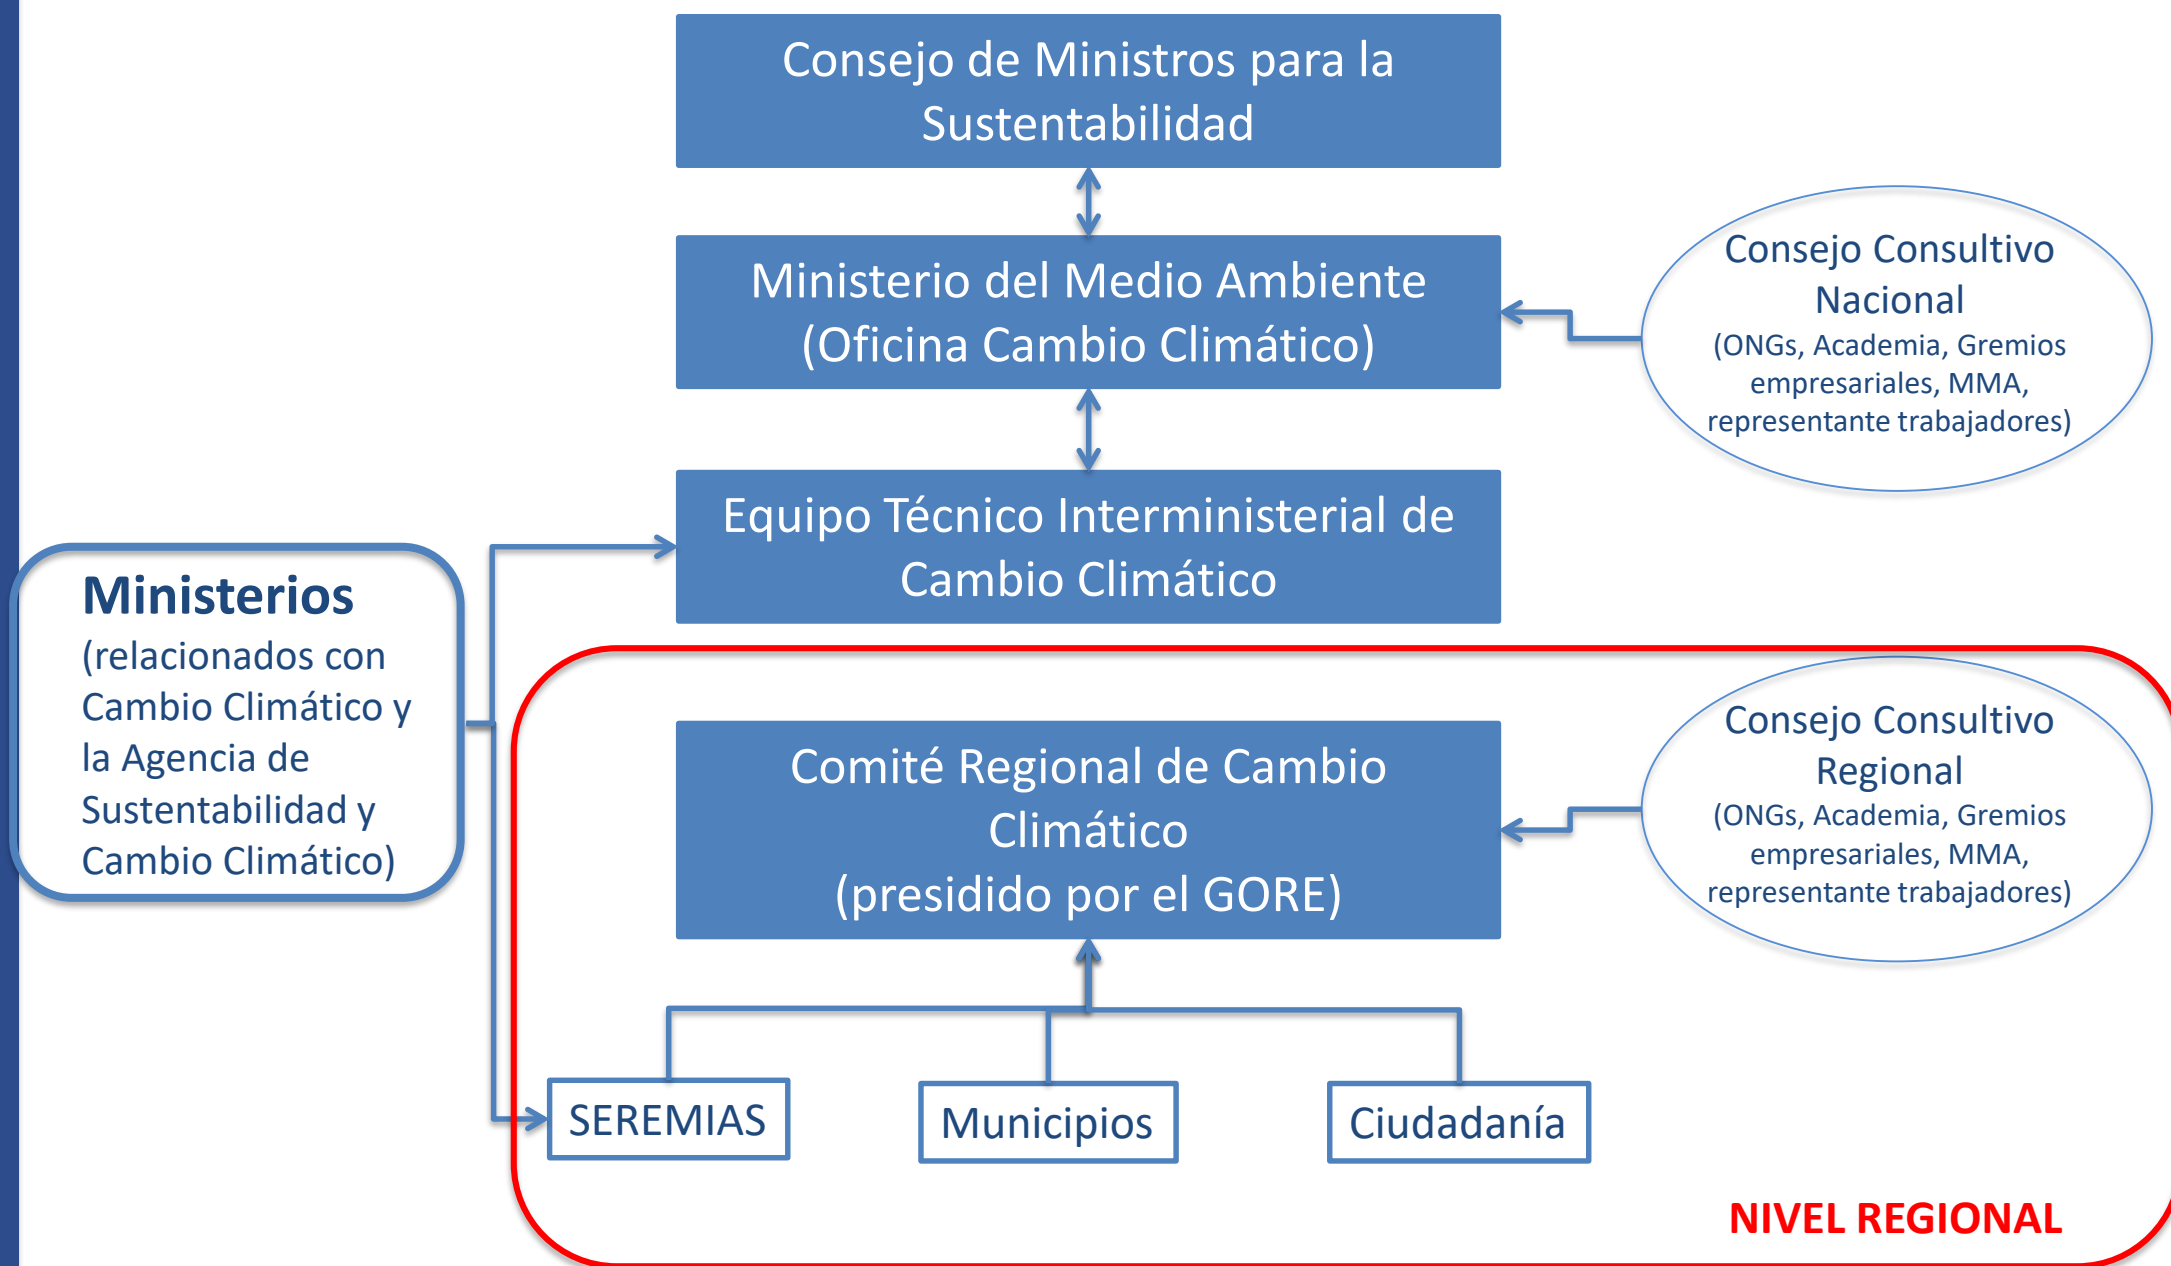 Consejo de Ministros para la
Sustentabilidad
Ministerio del Medio Ambiente
(Oficina Cambio Climático)
Consejo Consultivo
Nacional
(ONGs, Academia, Gremios
empresariales, MMA,
representante trabajadores)
Equipo Técnico Interministerial de
Cambio Climático
Ministerios
(relacionados con
Cambio Climático y
la Agencia de
Sustentabilidad y
Cambio Climático)
Comité Regional de Cambio
Climático
(presidido por el GORE)
Consejo Consultivo
Regional
(ONGs, Academia, Gremios
empresariales, MMA,
representante trabajadores)
SEREMIAS
Municipios
Ciudadanía
NIVEL REGIONAL